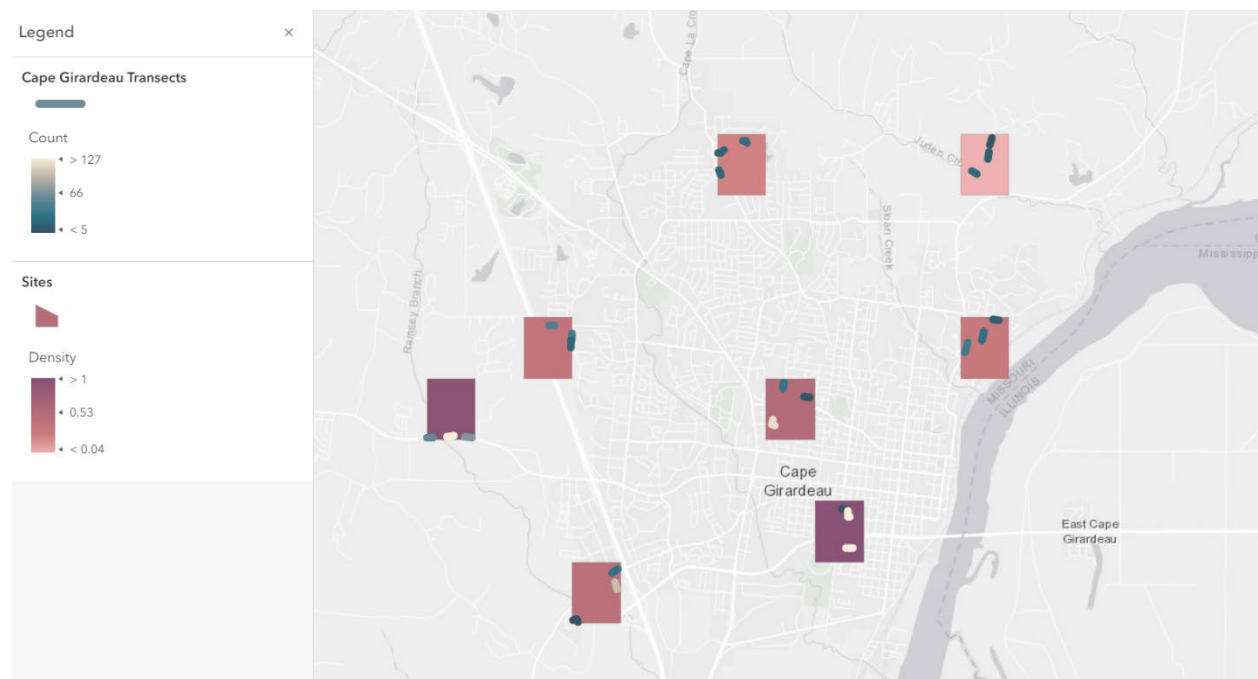 Legend ×
Cape Girardeau Transects
Count
> 127
66
< 5
Sites
Density
> 1
0.53
< 0.04
Cape La Cro
Juden Cr
Sloan Creek
Mississipp
Ramsey Branch
MISSOURI
ILLINOIS
Cape
Girardeau
East Cape
Girardeau